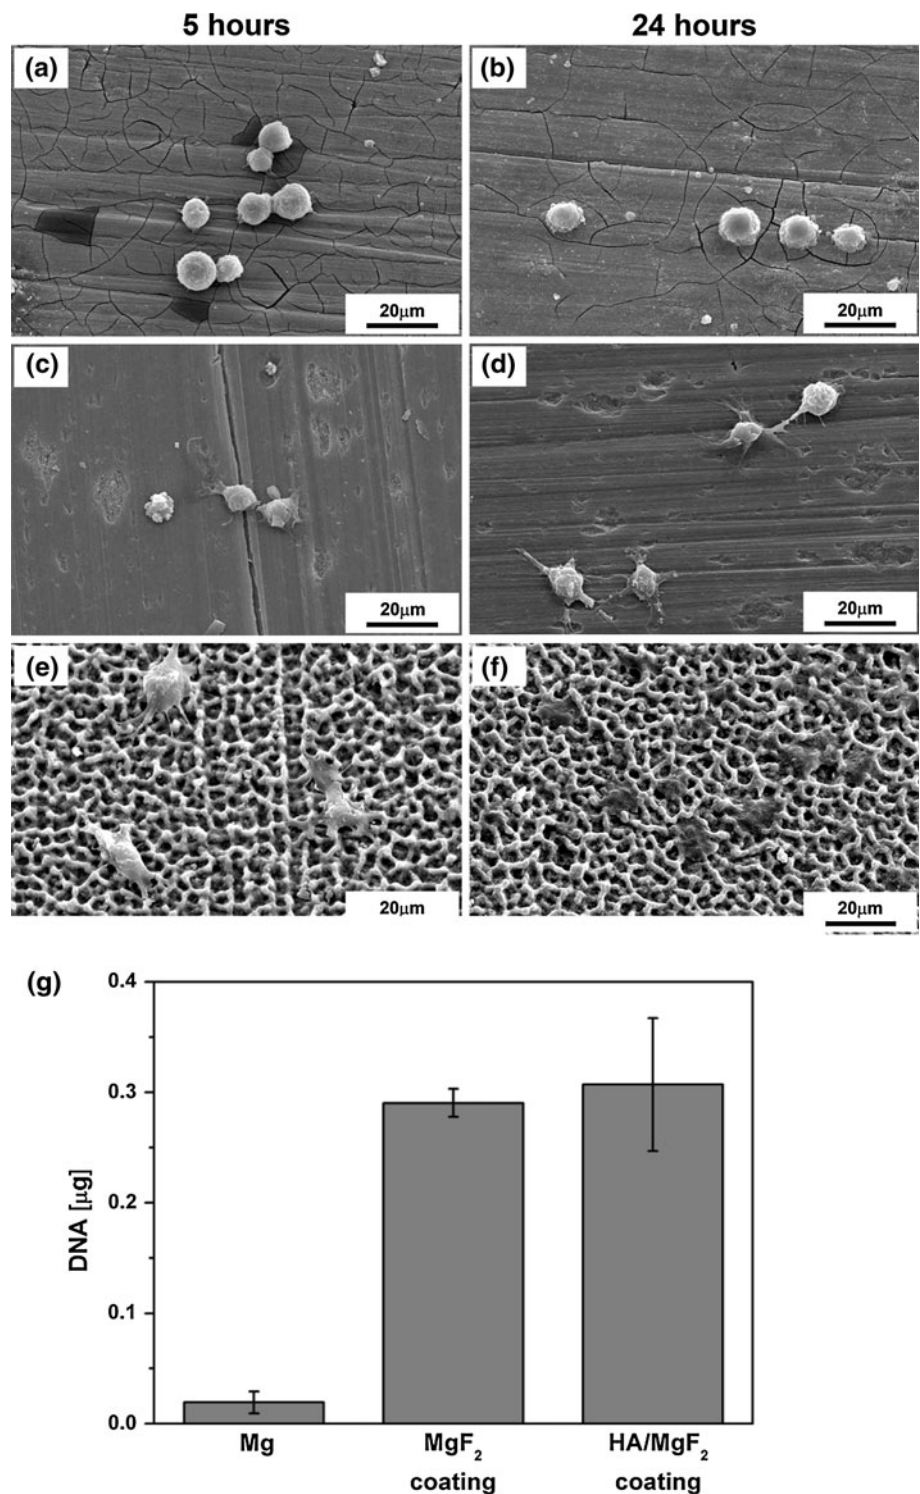 5 hours 24 hours
(a) (b)
20μm 20μm
(c) (d)
20μm 20μm
(e) (f)
20μm 20μm
(g)
0.4
0.3
0.2
0.1
0.0
DNA [μg]
Mg MgF₂ HA/MgF₂
coating coating